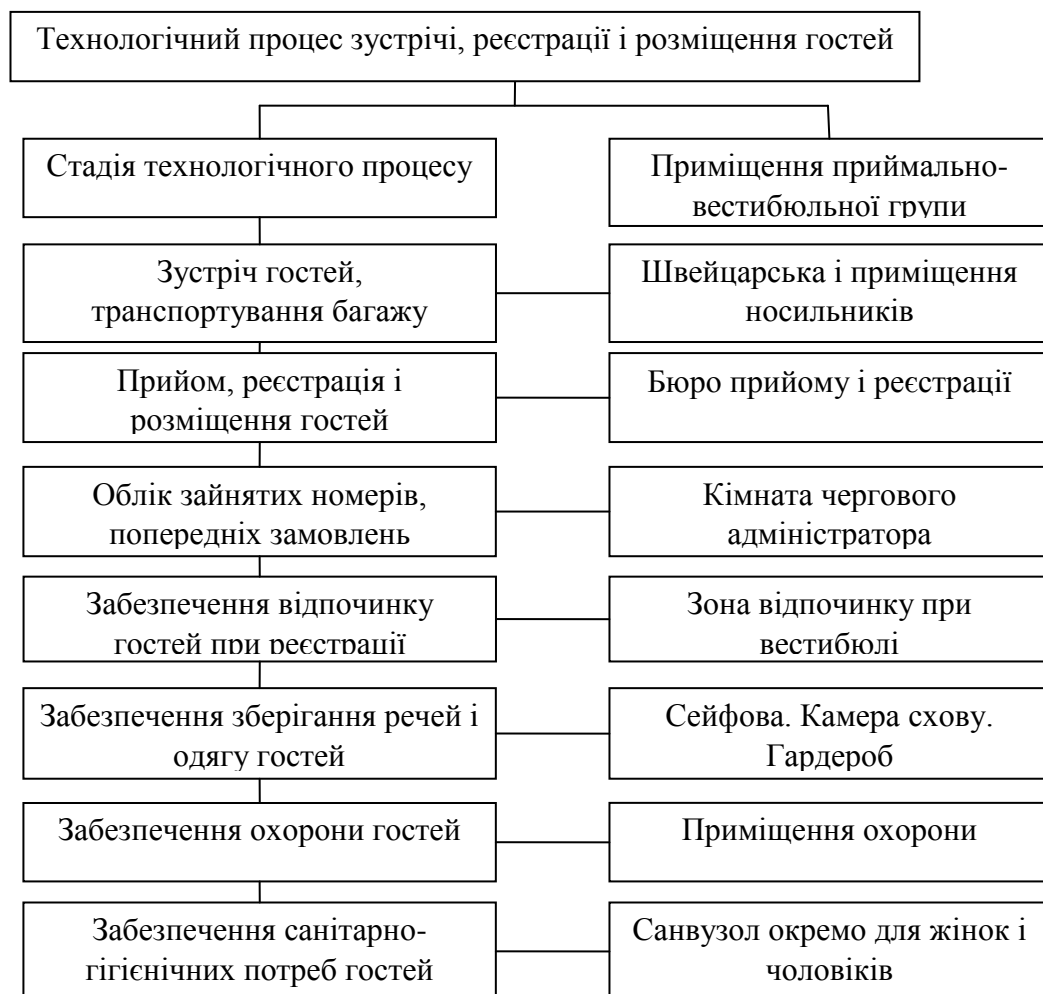 Технологічний процес зустрічі, реєстрації і розміщення гостей
Стадія технологічного процесу
Приміщення приймально-
вестибюльної групи
Зустріч гостей,
транспортування багажу
Швейцарська і приміщення
носильників
Прийом, реєстрація і
розміщення гостей
Бюро прийому і реєстрації
Облік зайнятих номерів,
попередніх замовлень
Кімната чергового
адміністратора
Забезпечення відпочинку
гостей при реєстрації
Зона відпочинку при
вестибюлі
Забезпечення зберігання речей і
одягу гостей
Сейфова. Камера схову.
Гардероб
Забезпечення охорони гостей
Приміщення охорони
Забезпечення санітарно-
гігієнічних потреб гостей
Санвузол окремо для жінок і
чоловіків